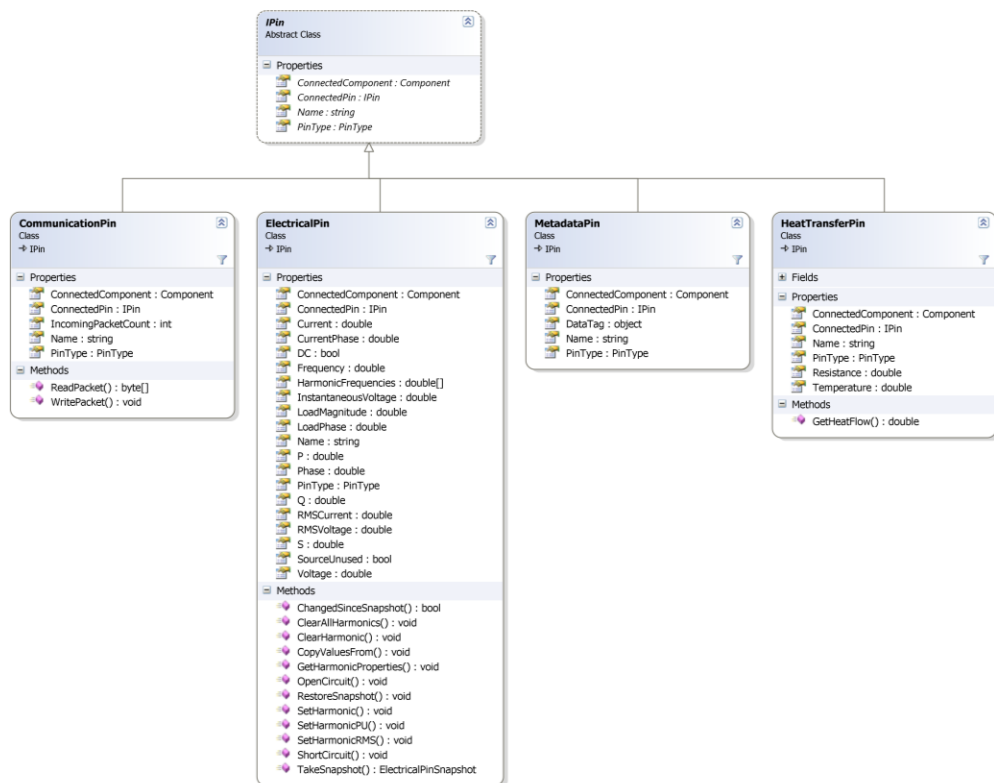 IPin
Abstract Class
Properties
ConnectedComponent : Component
ConnectedPin : IPin
Name : string
PinType : PinType
CommunicationPin
Class
IPin
Properties
ConnectedComponent : Component
ConnectedPin : IPin
IncomingPacketCount : int
Name : string
PinType : PinType
Methods
ReadPacket() : byte[]
WritePacket() : void
ElectricalPin
Class
IPin
Properties
ConnectedComponent : Component
ConnectedPin : IPin
Current : double
CurrentPhase : double
DC : bool
Frequency : double
HarmonicFrequencies : double[]
InstantaneousVoltage : double
LoadMagnitude : double
LoadPhase : double
Name : string
P : double
Phase : double
PinType : PinType
Q : double
RMSCurrent : double
RMSVoltage : double
S : double
SourceUnused : bool
Voltage : double
Methods
ChangedSinceSnapshot() : bool
ClearAllHarmonics() : void
ClearHarmonic() : void
CopyValuesFrom() : void
GetHarmonicProperties() : void
OpenCircuit() : void
RestoreSnapshot() : void
SetHarmonic() : void
SetHarmonicPU() : void
SetHarmonicRMS() : void
ShortCircuit() : void
TakeSnapshot() : ElectricalPinSnapshot
MetadataPin
Class
IPin
Properties
ConnectedComponent : Component
ConnectedPin : IPin
DataTag : object
Name : string
PinType : PinType
HeatTransferPin
Class
IPin
Fields
Properties
ConnectedComponent : Component
ConnectedPin : IPin
Name : string
PinType : PinType
Resistance : double
Temperature : double
Methods
GetHeatFlow() : double